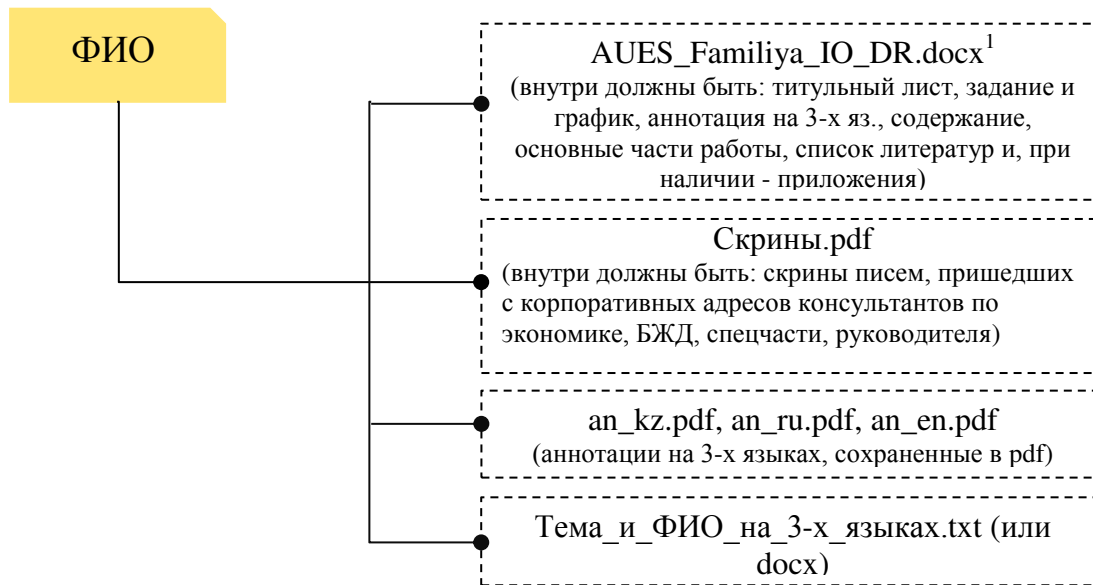 ФИО
AUES_Familiya_IO_DR.docx1
(внутри должны быть: титульный лист, задание и
график, аннотация на 3-х яз., содержание,
основные части работы, список литератур и, при
наличии - приложения)
Скрины.pdf
(внутри должны быть: скрины писем, пришедших
с корпоративных адресов консультантов по
экономике, БЖД, спецчасти, руководителя)
an_kz.pdf, an_ru.pdf, an_en.pdf
(аннотации на 3-х языках, сохраненные в pdf)
Тема_и_ФИО_на_3-х_языках.txt (или
docx)